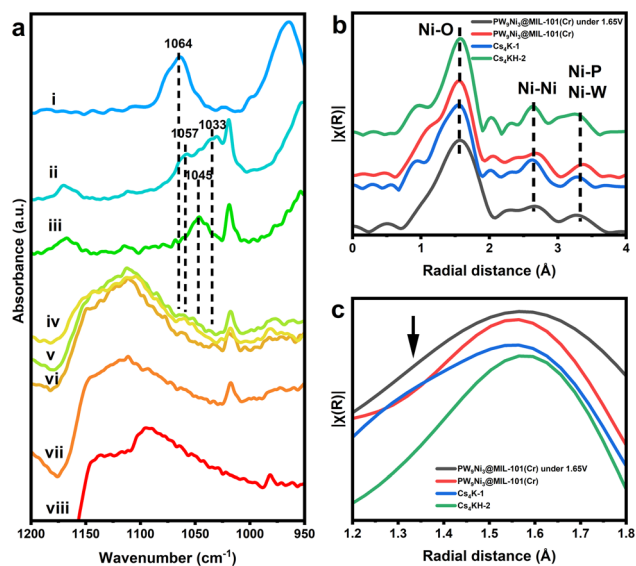 a
1064
1057
1033
1045
i
ii
iii
iv
v
vi
vii
viii
Absorbance (a.u.)
1200 1150 1100 1050 1000 950
Wavenumber (cm⁻¹)
b
Ni-O
PW₉Ni₃@MIL-101(Cr) under 1.65V
PW₉Ni₃@MIL-101(Cr)
Cs₄K-1
Cs₄KH-2
Ni-Ni
Ni-P
Ni-W
|χ(R)|
0 1 2 3 4
Radial distance (Å)
c
|χ(R)|
PW₉Ni₃@MIL-101(Cr) under 1.65V
PW₉Ni₃@MIL-101(Cr)
Cs₄K-1
Cs₄KH-2
1.2 1.3 1.4 1.5 1.6 1.7 1.8
Radial distance (Å)